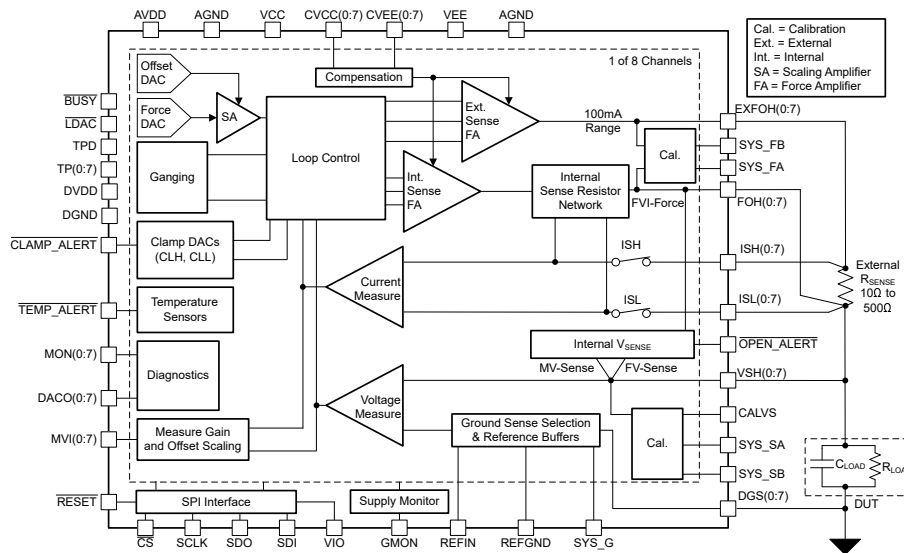 AVDD AGND VCC CVCC(0:7) CVEE(0:7) VEE AGND
Cal. = Calibration
Ext. = External
Int. = Internal
SA = Scaling Amplifier
FA = Force Amplifier
1 of 8 Channels
Offset
DAC
Force
DAC
SA
Compensation
Ext.
Sense
FA
100mA
Range
Loop Control
Int.
Sense
FA
Internal
Sense Resistor
Network
Cal.
FVI-Force
Ganging
Clamp DACs
(CLH, CLL)
Temperature
Sensors
Diagnostics
Measure Gain
and Offset Scaling
Current
Measure
ISH
ISL
Internal VSENSE
MV-Sense
FV-Sense
Voltage
Measure
Ground Sense Selection
& Reference Buffers
Cal.
SPI Interface
Supply Monitor
BUSY
LDAC
TPD
TP(0:7)
DVDD
DGND
CLAMP_ALERT
TEMP_ALERT
MON(0:7)
DACO(0:7)
MVI(0:7)
RESET
EXFOH(0:7)
SYS_FB
SYS_FA
FOH(0:7)
ISH(0:7)
ISL(0:7)
OPEN_ALERT
VSH(0:7)
CALVS
SYS_SA
SYS_SB
DGS(0:7)
External
RSENSE
10Ω to
500Ω
CLOAD
RLOAD
DUT
CS SCLK SDO SDI VIO GMON REFIN REFGND SYS_G